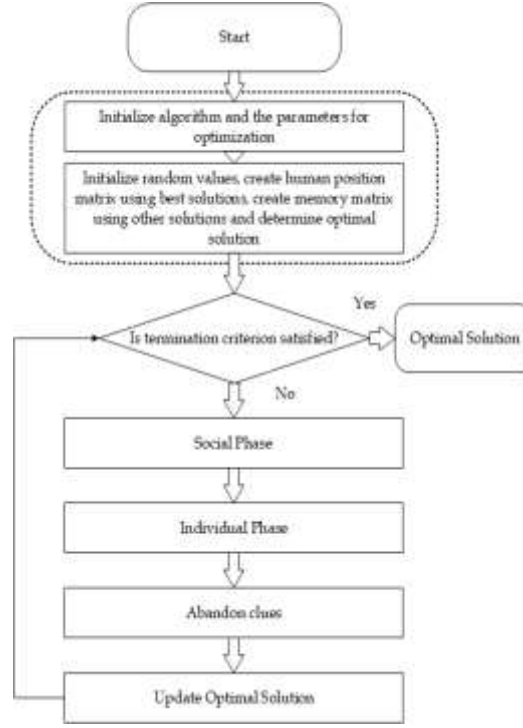 Start
Initialize algorithm and the parameters for
optimization
Initialize random values, create human position
matrix using best solutions, create memory matrix
using other solutions and determine optimal
solution
Yes
Is termination criterion satisfied?
Optimal Solution
No
Social Phase
Individual Phase
Abandon clues
Update Optimal Solution